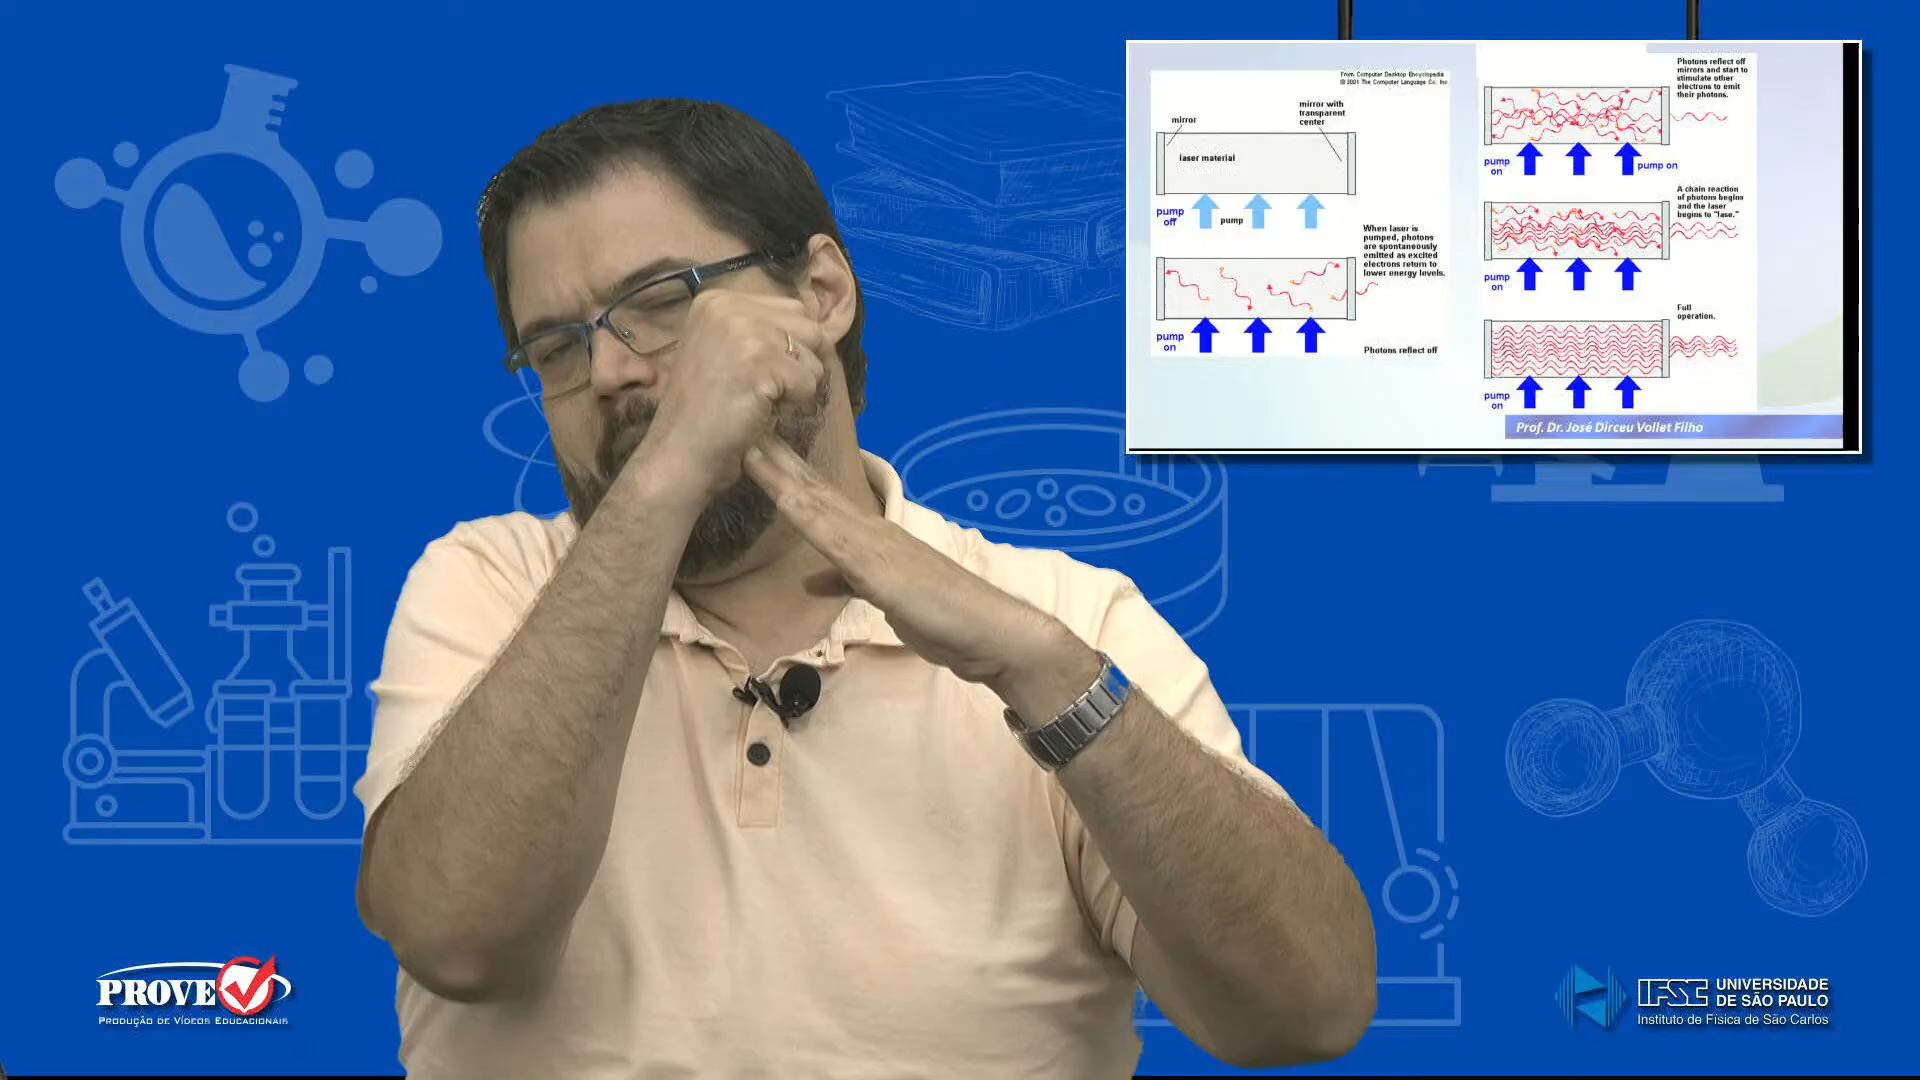 From Computer Desktop Encyclopedia
© 2001 The Computer Language Co. Inc.
mirror
mirror with
transparent
center
laser material
pump
off
pump
When laser is
pumped, photons
are spontaneously
emitted as excited
electrons return to
lower energy levels.
pump
on
Photons reflect off
Photons reflect off
mirrors and start to
stimulate other
electrons to emit
their photons.
pump
on
pump on
A chain reaction
of photons begins
and the laser
begins to "lase."
pump
on
Full
operation.
pump
on
Prof. Dr. José Dirceu Vollet Filho
PROVE
PRODUÇÃO DE VÍDEOS EDUCACIONAIS
IFSC UNIVERSIDADE
DE SÃO PAULO
Instituto de Física de São Carlos